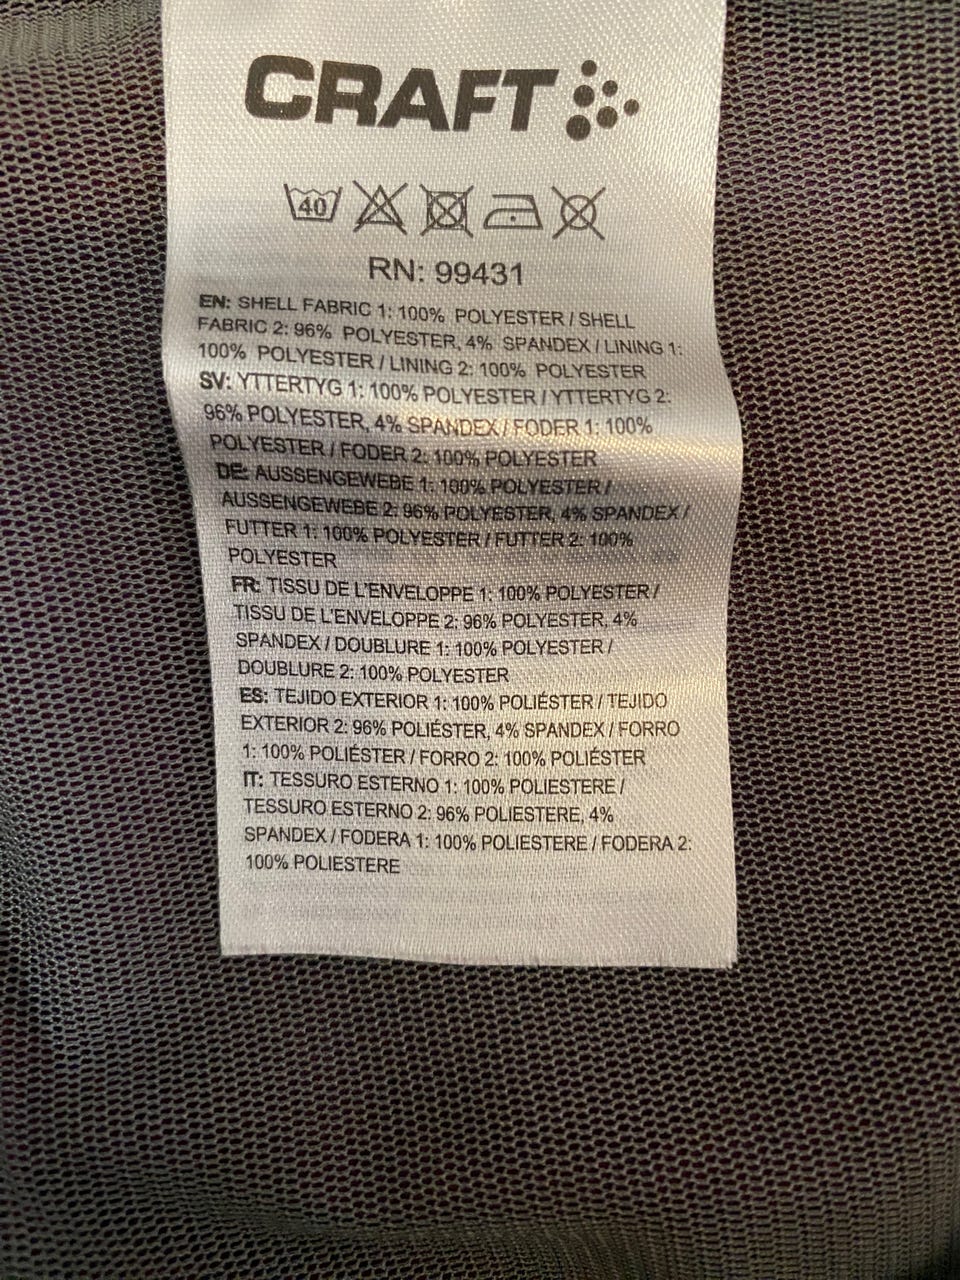 CRAFT
40
RN: 99431
EN: SHELL FABRIC 1: 100% POLYESTER / SHELL
FABRIC 2: 96% POLYESTER, 4% SPANDEX / LINING 1:
100% POLYESTER / LINING 2: 100% POLYESTER
SV: YTTERTYG 1: 100% POLYESTER / YTTERTYG 2:
96% POLYESTER, 4% SPANDEX / FODER 1: 100%
POLYESTER / FODER 2: 100% POLYESTER
DE: AUSSENGEWEBE 1: 100% POLYESTER /
AUSSENGEWEBE 2: 96% POLYESTER, 4% SPANDEX /
FUTTER 1: 100% POLYESTER / FUTTER 2: 100%
POLYESTER
FR: TISSU DE L'ENVELOPPE 1: 100% POLYESTER /
TISSU DE L'ENVELOPPE 2: 96% POLYESTER, 4%
SPANDEX / DOUBLURE 1: 100% POLYESTER /
DOUBLURE 2: 100% POLYESTER
ES: TEJIDO EXTERIOR 1: 100% POLIÉSTER / TEJIDO
EXTERIOR 2: 96% POLIÉSTER, 4% SPANDEX / FORRO
1: 100% POLIÉSTER / FORRO 2: 100% POLIÉSTER
IT: TESSURO ESTERNO 1: 100% POLIESTERE /
TESSURO ESTERNO 2: 96% POLIESTERE, 4%
SPANDEX / FODERA 1: 100% POLIESTERE / FODERA 2:
100% POLIESTERE